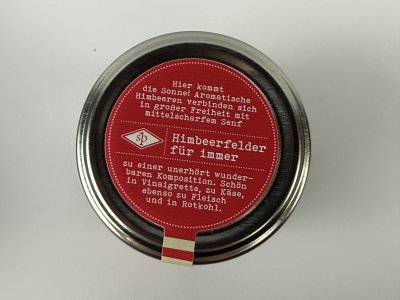 Hier kommt
die Sonne! Aromatische
Himbeeren verbinden sich
in großer Freiheit mit
mittelscharfem Senf
sp
Himbeerfelder
für immer
zu einer unerhört wunder-
baren Komposition. Schön
in Vinaigrette, zu Käse,
ebenso zu Fleisch
und in Rotkohl.